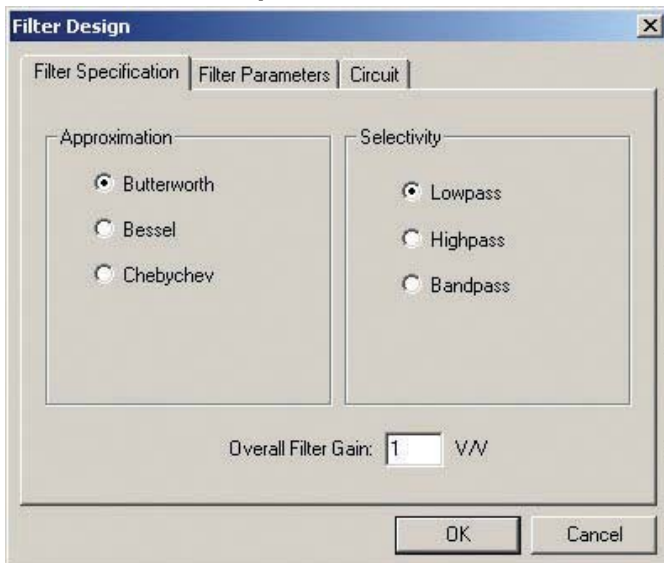 Filter Design
Filter Specification Filter Parameters Circuit
Approximation
Butterworth
Bessel
Chebychev
Selectivity
Lowpass
Highpass
Bandpass
Overall Filter Gain: 1 V/V
OK Cancel